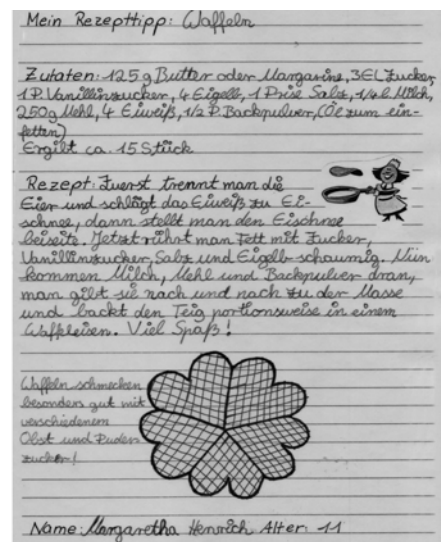 Mein Rezepttipp: Waffeln
Zutaten: 125g Butter oder Margarine, 3EL Zucker,
1P. Vanillinzucker, 4 Eigelb, 1 Prise Salz, 1/4 l. Milch,
250g Mehl, 4 Eiweiß, 1/2 P. Backpulver, (Öl zum ein-
fetten)
Ergibt ca. 15 Stück
Rezept: Zuerst trennt man die
Eier und schlägt das Eiweiß zu Ei-
schnee, dann stellt man den Eischnee
beiseite. Jetzt rührt man Fett mit Zucker,
Vanillinzucker, Salz und Eigelb schaumig. Nun
kommen Milch, Mehl und Backpulver dran,
man gibt sie nach und nach zu der Masse
und backt den Teig portionsweise in einem
Waffeleisen. Viel Spaß!
Waffeln schmecken
besonders gut mit
verschiedenem
Obst und Puder-
zucker!
Name: Margaretha Henrich Alter: 11